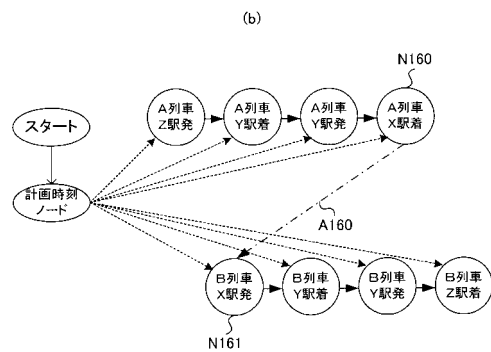 (b)
N160
A列車
Z駅発
A列車
Y駅着
A列車
Y駅発
A列車
X駅着
スタート
計画時刻
ノード
A160
B列車
X駅発
B列車
Y駅着
B列車
Y駅発
B列車
Z駅着
N161